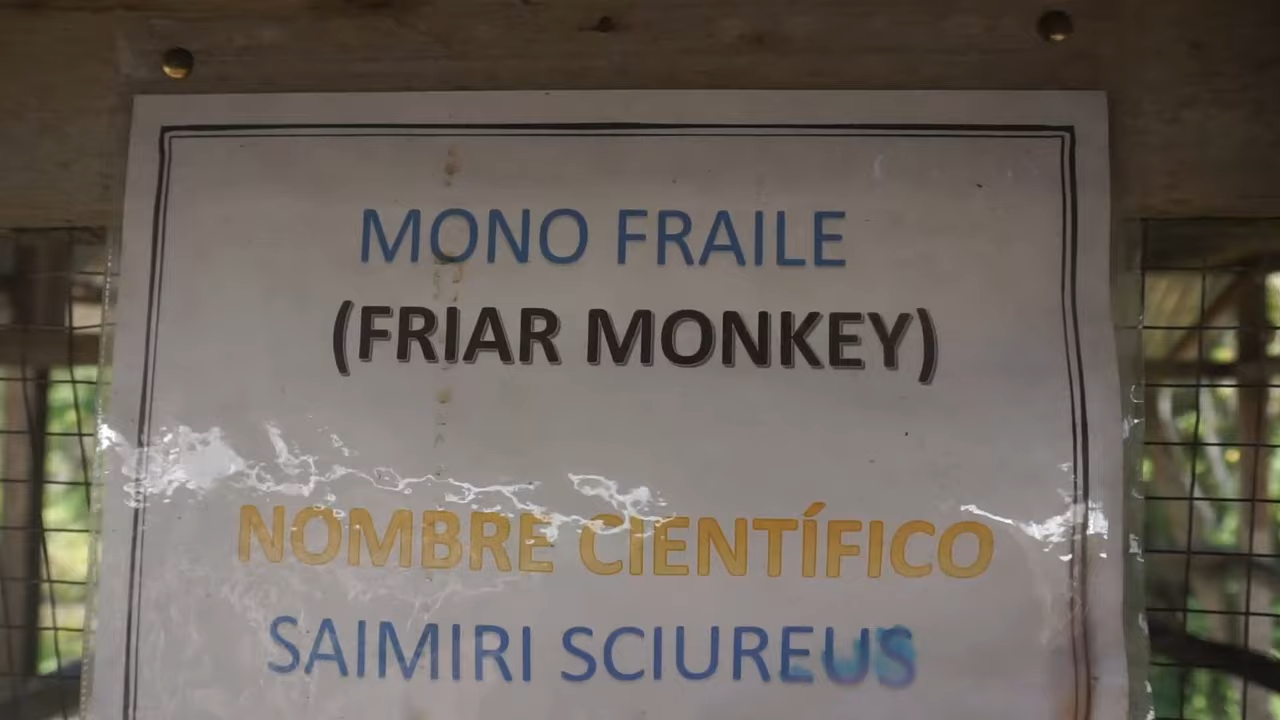 MONO FRAILE
(FRIAR MONKEY)
NOMBRE CIENTÍFICO
SAIMIRI SCIUREUS